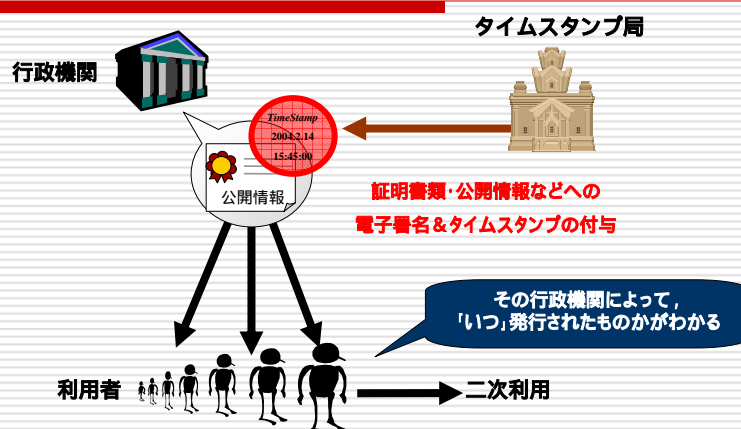 タイムスタンプ局
行政機関
TimeStamp
2004.2.14
15:45:00
公開情報
証明書類・公開情報などへの
電子署名＆タイムスタンプの付与
その行政機関によって，
「いつ」発行されたものかがわかる
利用者
二次利用